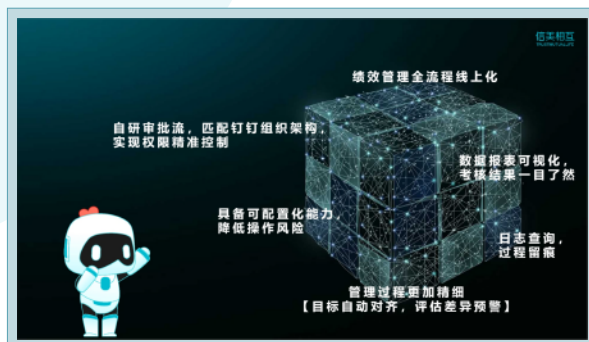 信美相互
绩效管理全流程线上化
自研审批流，匹配钉钉组织架构，
实现权限精准控制
数据报表可视化，
考核结果一目了然
具备可配置化能力，
降低操作风险
日志查询，
过程留痕
管理过程更加精细
【目标自动对齐，评估差异预警】